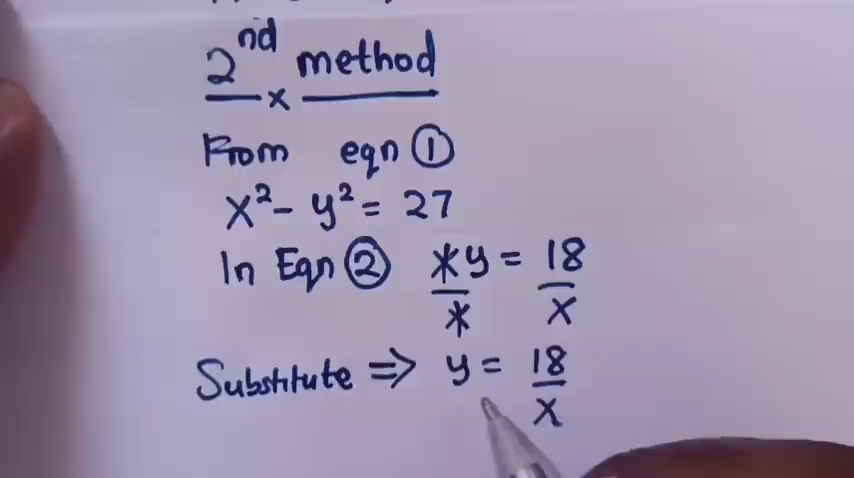 2nd method
From eqn ①
x² - y² = 27
In Eqn ② xy/x = 18/x
Substitute ⇒ y = 18/x